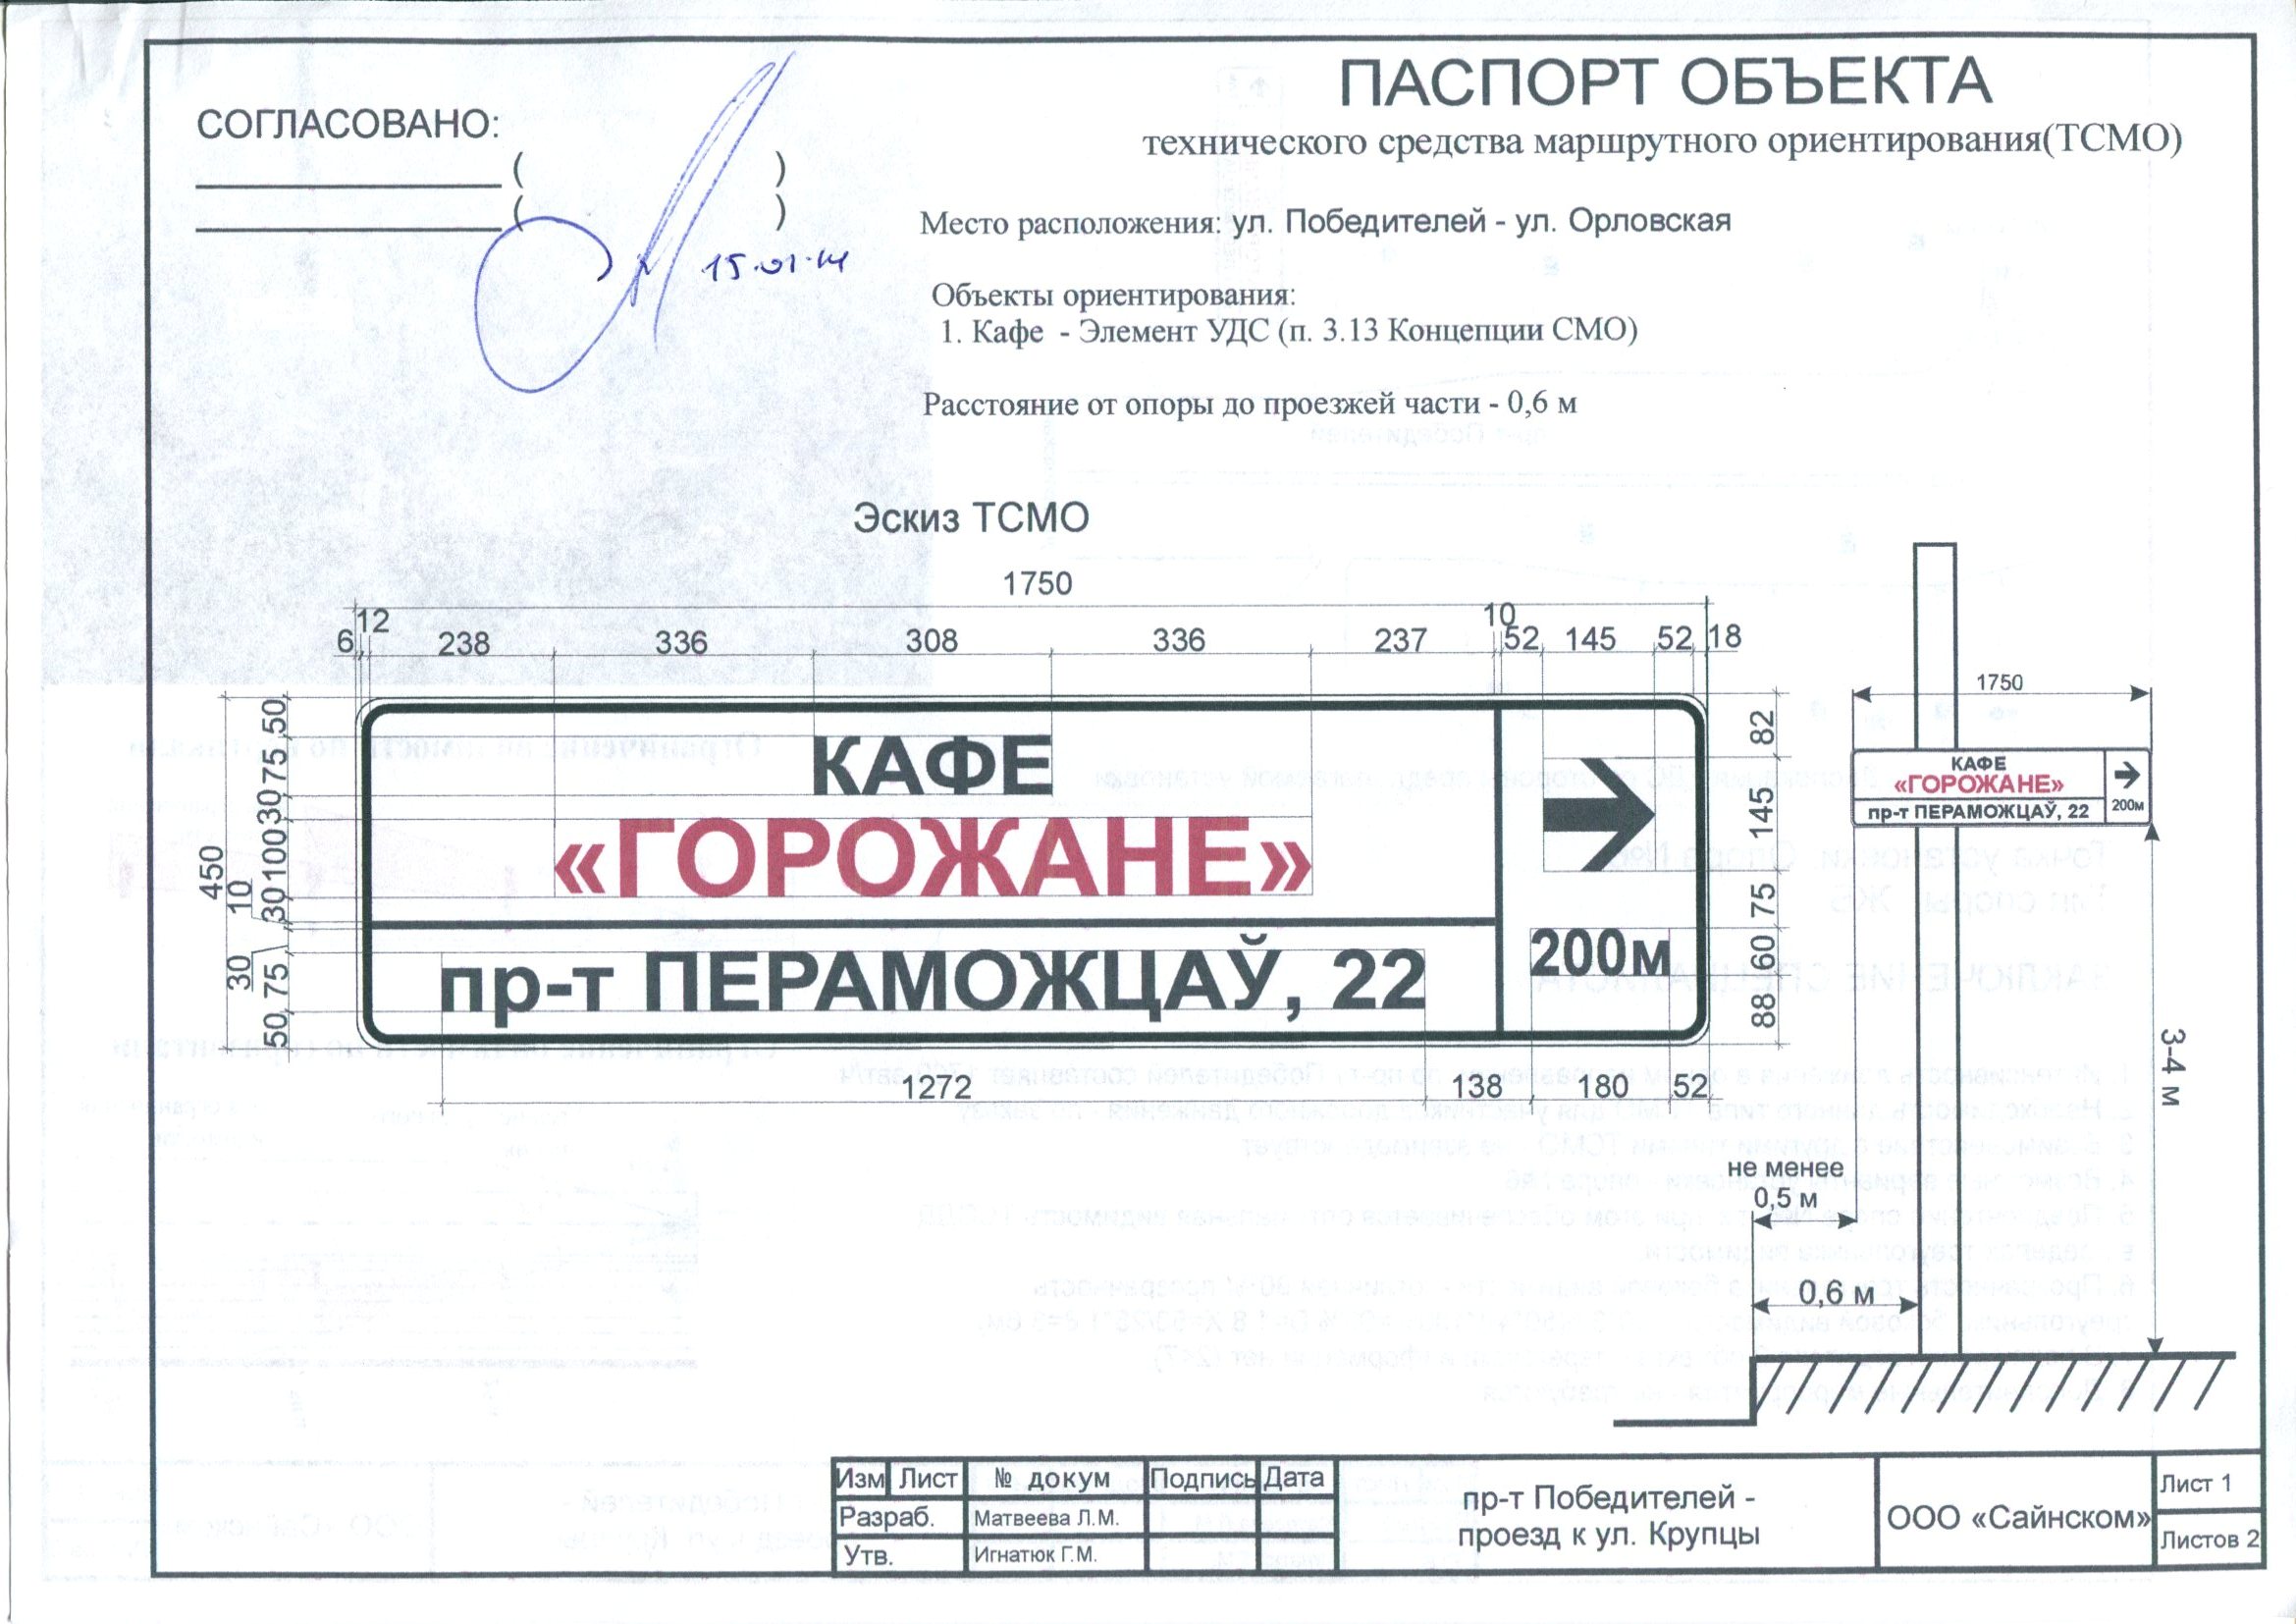 ПАСПОРТ ОБЪЕКТА
технического средства маршрутного ориентирования(ТСМО)
СОГЛАСОВАНО:
( )
( )
15.01.14
Место расположения: ул. Победителей - ул. Орловская
Объекты ориентирования:
1. Кафе - Элемент УДС (п. 3.13 Концепции СМО)
Расстояние от опоры до проезжей части - 0,6 м
Эскиз ТСМО
1750
6 12 238 336 308 336 237 10 52 145 52 18
450
50 75 30 100 30 10 30 75 50
КАФЕ
«ГОРОЖАНЕ»
пр-т ПЕРАМОЖЦАЎ, 22
200м
82 145 75 60 88
1272 138 180 52
1750
КАФЕ
«ГОРОЖАНЕ»
пр-т ПЕРАМОЖЦАЎ, 22
200м
3-4 м
не менее
0,5 м
0,6 м
Изм Лист № докум Подпись Дата
Разраб. Матвеева Л.М.
Утв. Игнатюк Г.М.
пр-т Победителей -
проезд к ул. Крупцы
ООО «Сайнском»
Лист 1
Листов 2